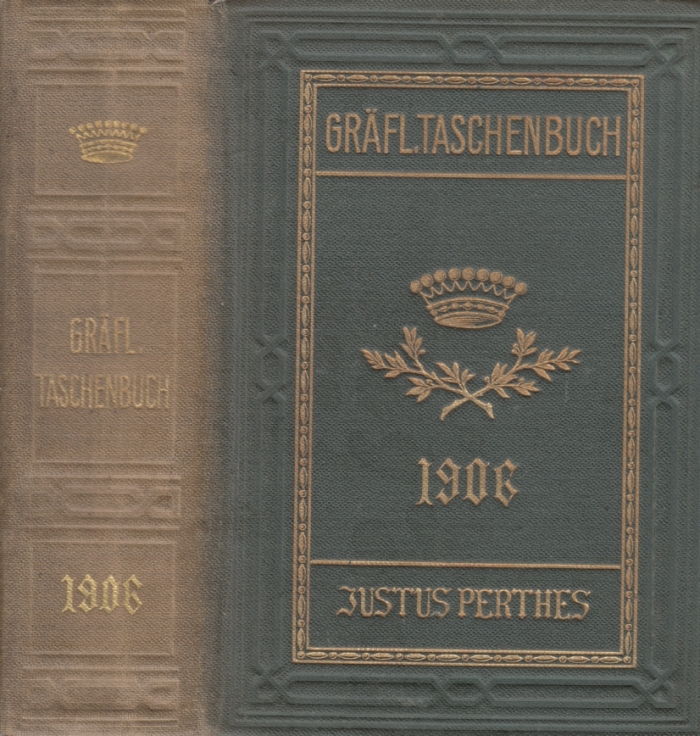 GRÄFL.
TASCHENBUCH
1906
GRÄFL.TASCHENBUCH
1906
JUSTUS PERTHES